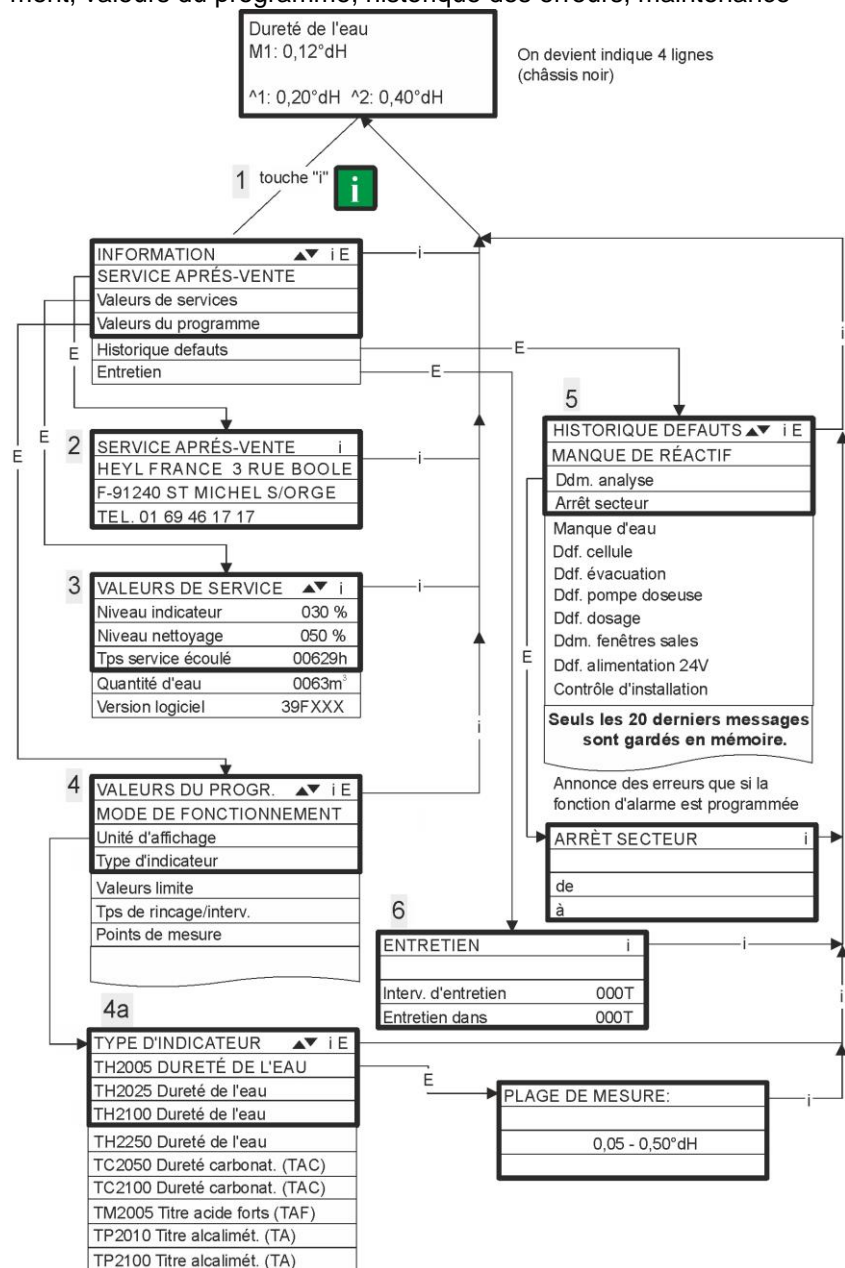 ment, valeurs du programme, historique des erreurs, maintenance
Dureté de l'eau
M1: 0,12°dH
^1: 0,20°dH ^2: 0,40°dH
On devient indique 4 lignes
(châssis noir)
1 touche "i" i
INFORMATION ▲▼ i E
SERVICE APRÉS-VENTE
Valeurs de services
Valeurs du programme
Historique defauts
Entretien
i
E
E
E
E
E
i
2
SERVICE APRÉS-VENTE i
HEYL FRANCE 3 RUE BOOLE
F-91240 ST MICHEL S/ORGE
TEL. 01 69 46 17 17
i
3
VALEURS DE SERVICE ▲▼ i
Niveau indicateur 030 %
Niveau nettoyage 050 %
Tps service écoulé 00629h
Quantité d'eau 0063m³
Version logiciel 39FXXX
i
i
4
VALEURS DU PROGR. ▲▼ i E
MODE DE FONCTIONNEMENT
Unité d'affichage
Type d'indicateur
Valeurs limite
Tps de rincage/interv.
Points de mesure
5
HISTORIQUE DEFAUTS ▲▼ i E
MANQUE DE RÉACTIF
Ddm. analyse
Arrêt secteur
Manque d'eau
Ddf. cellule
Ddf. évacuation
Ddf. pompe doseuse
Ddf. dosage
Ddm. fenêtres sales
Ddf. alimentation 24V
Contrôle d'installation
Seuls les 20 derniers messages
sont gardés en mémoire.
E
Annonce des erreurs que si la
fonction d'alarme est programmée
ARRÈT SECTEUR i
de
à
6
ENTRETIEN i
Interv. d'entretien 000T
Entretien dans 000T
i
i
4a
TYPE D'INDICATEUR ▲▼ i E
TH2005 DURETÉ DE L'EAU
TH2025 Dureté de l'eau
TH2100 Dureté de l'eau
TH2250 Dureté de l'eau
TC2050 Dureté carbonat. (TAC)
TC2100 Dureté carbonat. (TAC)
TM2005 Titre acide forts (TAF)
TP2010 Titre alcalimét. (TA)
TP2100 Titre alcalimét. (TA)
E
PLAGE DE MESURE:
0,05 - 0,50°dH
i